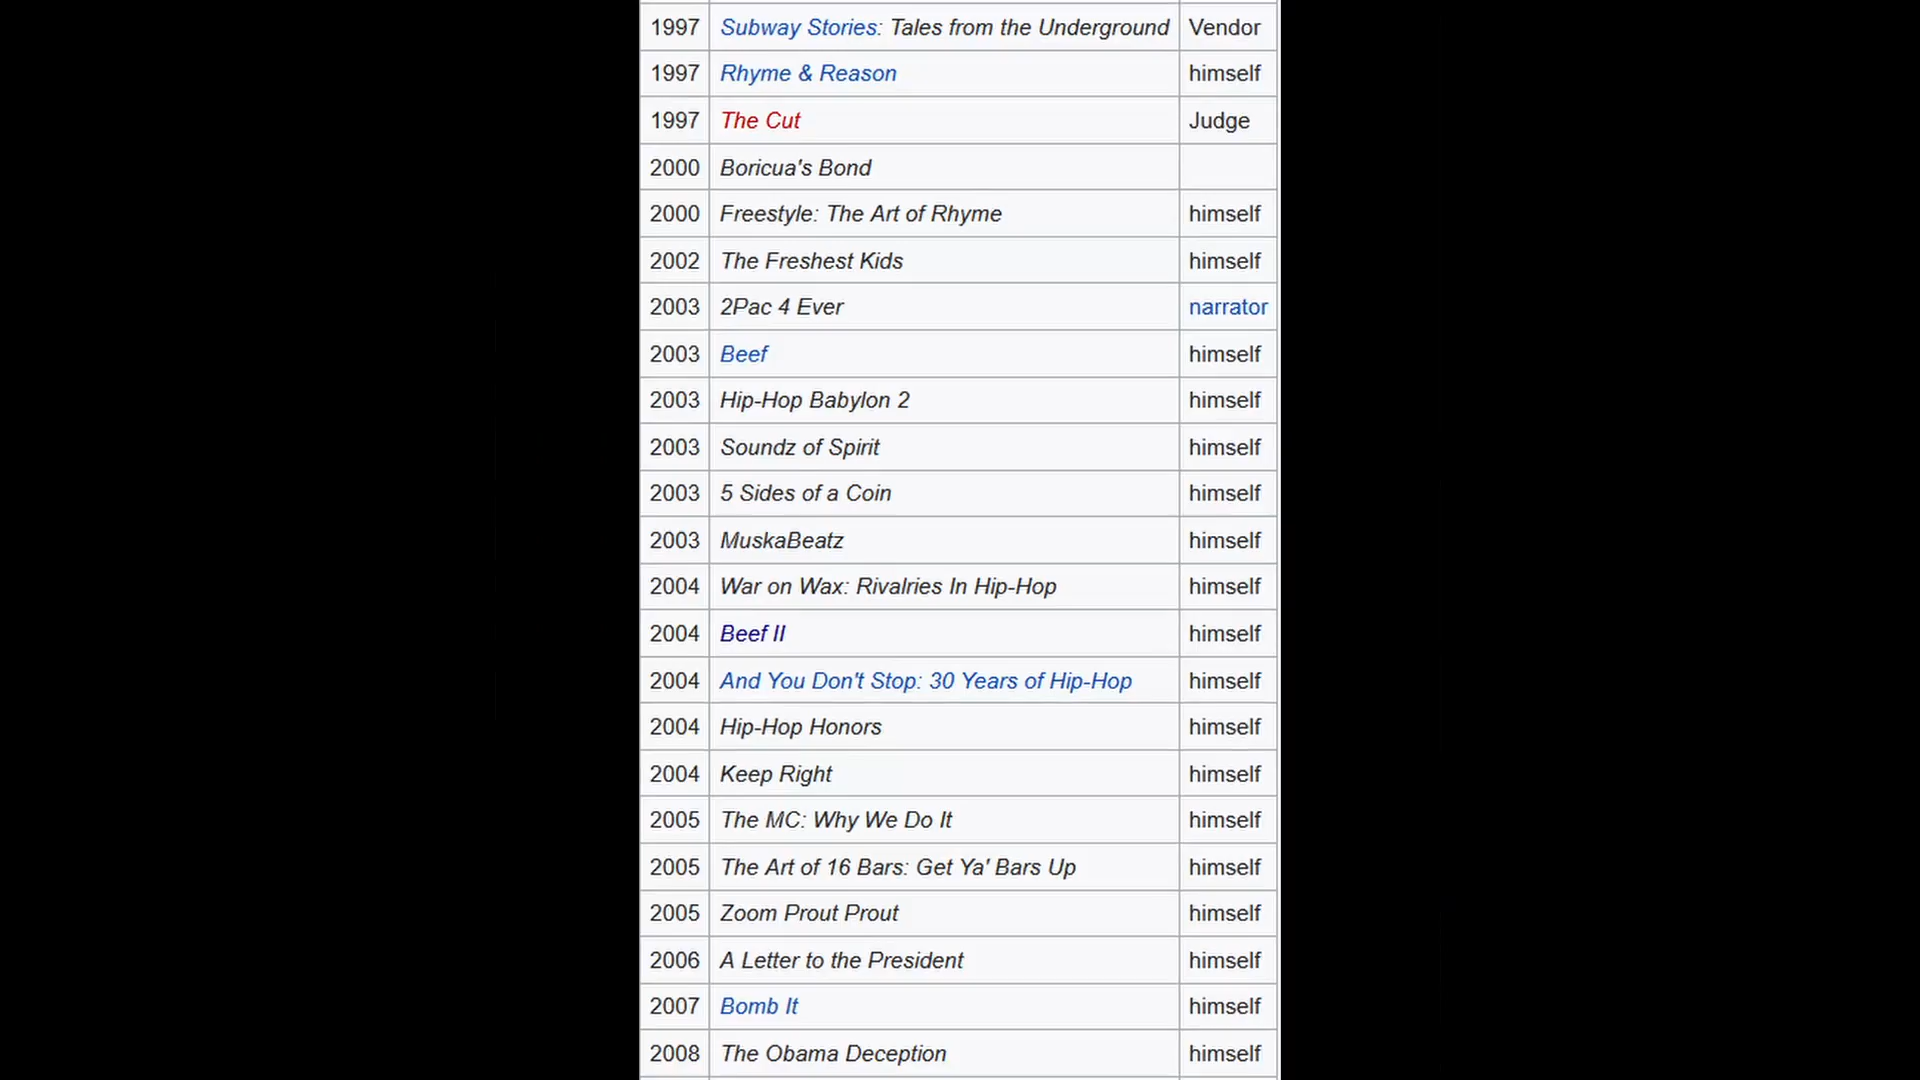 1997 Subway Stories: Tales from the Underground Vendor
1997 Rhyme & Reason himself
1997 The Cut Judge
2000 Boricua's Bond
2000 Freestyle: The Art of Rhyme himself
2002 The Freshest Kids himself
2003 2Pac 4 Ever narrator
2003 Beef himself
2003 Hip-Hop Babylon 2 himself
2003 Soundz of Spirit himself
2003 5 Sides of a Coin himself
2003 MuskaBeatz himself
2004 War on Wax: Rivalries In Hip-Hop himself
2004 Beef II himself
2004 And You Don't Stop: 30 Years of Hip-Hop himself
2004 Hip-Hop Honors himself
2004 Keep Right himself
2005 The MC: Why We Do It himself
2005 The Art of 16 Bars: Get Ya' Bars Up himself
2005 Zoom Prout Prout himself
2006 A Letter to the President himself
2007 Bomb It himself
2008 The Obama Deception himself